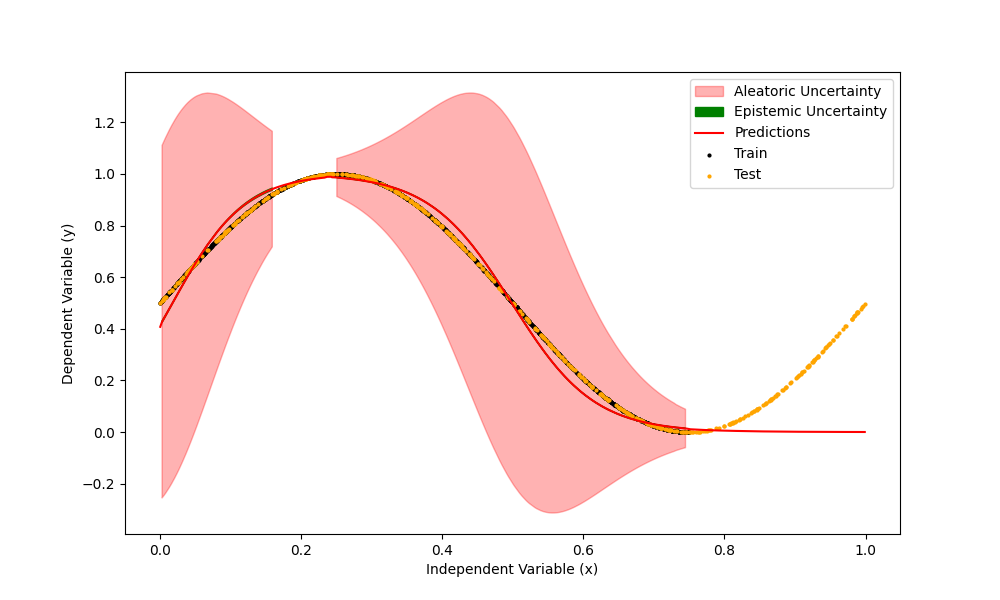 Aleatoric Uncertainty
Epistemic Uncertainty
Predictions
Train
Test
1.2
1.0
0.8
0.6
0.4
0.2
0.0
−0.2
Dependent Variable (y)
0.0 0.2 0.4 0.6 0.8 1.0
Independent Variable (x)